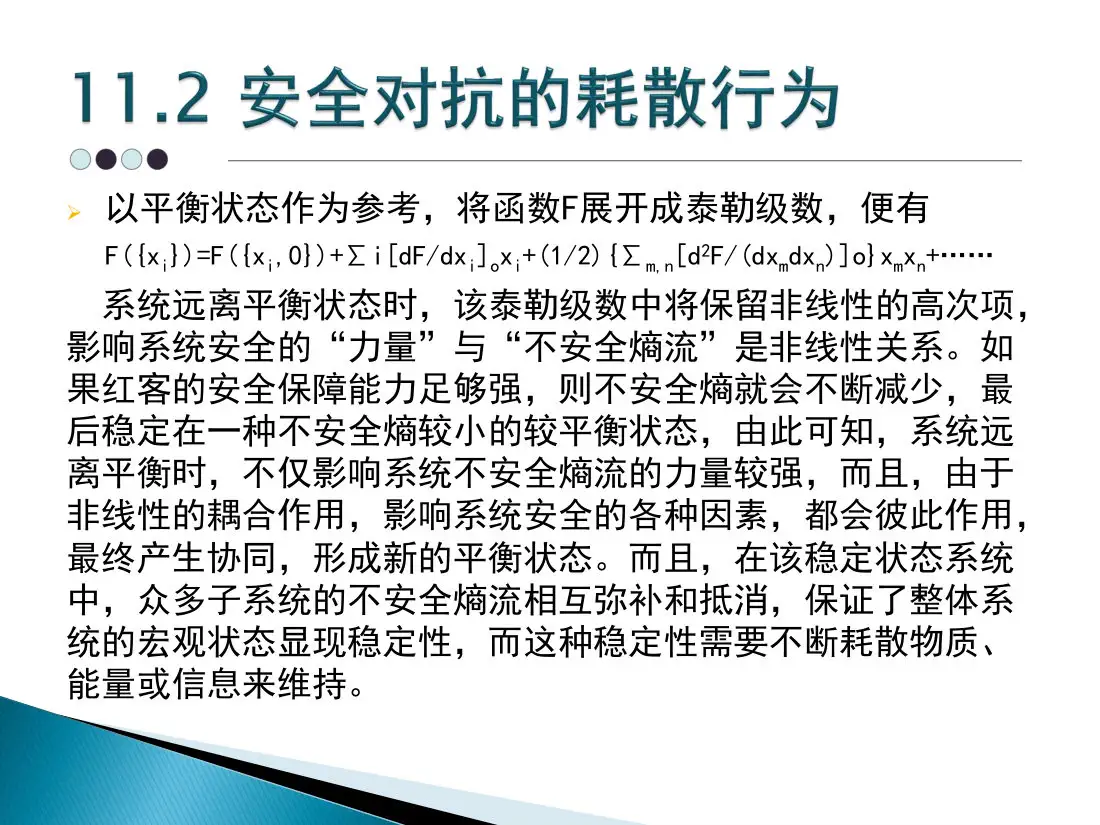 11.2 安全对抗的耗散行为
以平衡状态作为参考，将函数F展开成泰勒级数，便有
F({xᵢ})=F({xᵢ,0})+∑i[dF/dxᵢ]ₒxᵢ+(1/2){∑ₘ,ₙ[d²F/(dxₘdxₙ)]o}xₘxₙ+……
系统远离平衡状态时，该泰勒级数中将保留非线性的高次项，
影响系统安全的“力量”与“不安全熵流”是非线性关系。如
果红客的安全保障能力足够强，则不安全熵就会不断减少，最
后稳定在一种不安全熵较小的较平衡状态，由此可知，系统远
离平衡时，不仅影响系统不安全熵流的力量较强，而且，由于
非线性的耦合作用，影响系统安全的各种因素，都会彼此作用，
最终产生协同，形成新的平衡状态。而且，在该稳定状态系统
中，众多子系统的不安全熵流相互弥补和抵消，保证了整体系
统的宏观状态显现稳定性，而这种稳定性需要不断耗散物质、
能量或信息来维持。